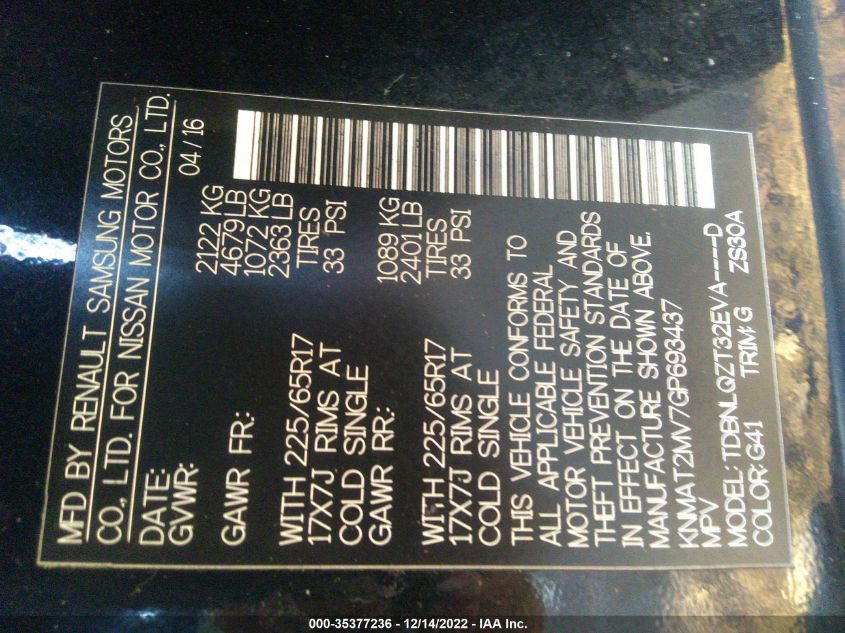 MFD BY RENAULT SAMSUNG MOTORS
CO., LTD. FOR NISSAN MOTOR CO., LTD.
DATE: 04 / 16
GVWR: 2122 KG
4679 LB
GAWR FR: 1072 KG
2363 LB
WITH 225/65R17 TIRES
17X7J RIMS AT 33 PSI
COLD SINGLE
GAWR RR: 1089 KG
2401 LB
WITH 225/65R17 TIRES
17X7J RIMS AT 33 PSI
COLD SINGLE
THIS VEHICLE CONFORMS TO
ALL APPLICABLE FEDERAL
MOTOR VEHICLE SAFETY AND
THEFT PREVENTION STANDARDS
IN EFFECT ON THE DATE OF
MANUFACTURE SHOWN ABOVE.
KNMAT2MV7GP693437
MPV
MODEL: TDBNLQZT32EVA----D
COLOR: G41 TRIM: G ZS30A
000-35377236 - 12/14/2022 - IAA Inc.